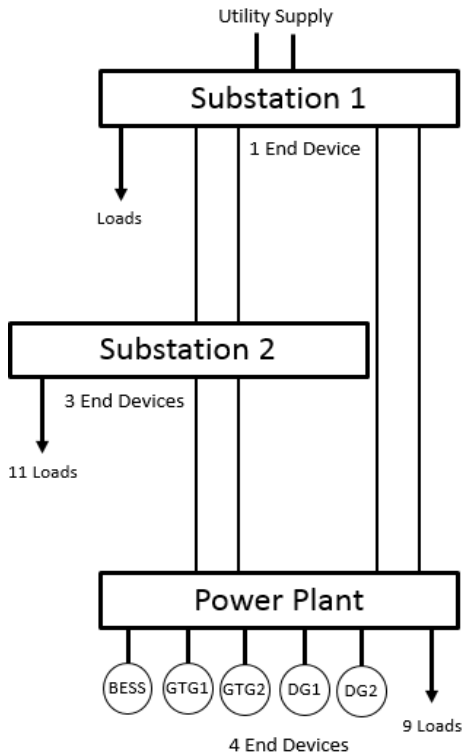 Utility Supply
Substation 1
1 End Device
Loads
Substation 2
3 End Devices
11 Loads
Power Plant
BESS
GTG1
GTG2
DG1
DG2
9 Loads
4 End Devices